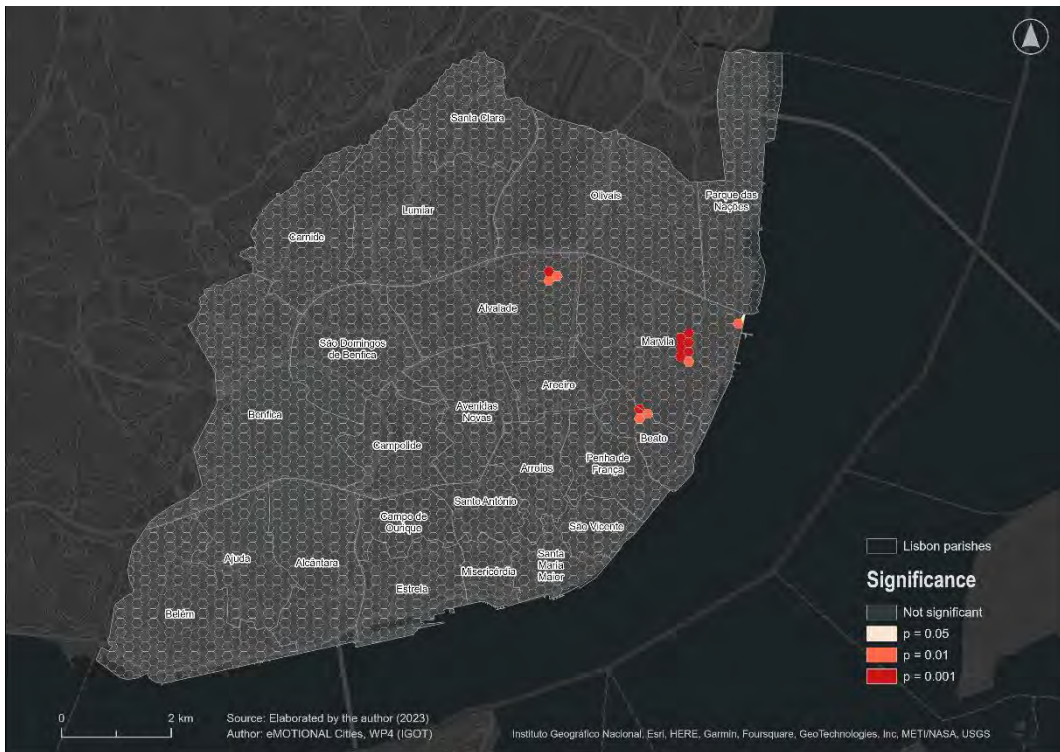 Santa Clara
Olivais
Parque das
Nações
Lumiar
Carnide
Alvalade
Marvila
São Domingos
de Benfica
Areeiro
Benfica
Avenidas
Novas
Beato
Campolide
Penha de
França
Arroios
Santo António
Campo de
Ourique
São Vicente
Ajuda
Alcântara
Santa
Maria
Maior
Misericórdia
Estrela
Belém
Lisbon parishes
Significance
Not significant
p = 0.05
p = 0.01
p = 0.001
0 2 km
Source: Elaborated by the author (2023)
Author: eMOTIONAL Cities, WP4 (IGOT)
Instituto Geográfico Nacional, Esri, HERE, Garmin, Foursquare, GeoTechnologies, Inc, METI/NASA, USGS